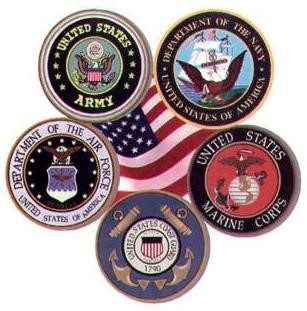 UNITED STATES
ARMY
DEPARTMENT OF THE NAVY
UNITED STATES OF AMERICA
DEPARTMENT OF THE AIR FORCE
UNITED STATES OF AMERICA
UNITED STATES
MARINE CORPS
UNITED STATES COAST GUARD
1790